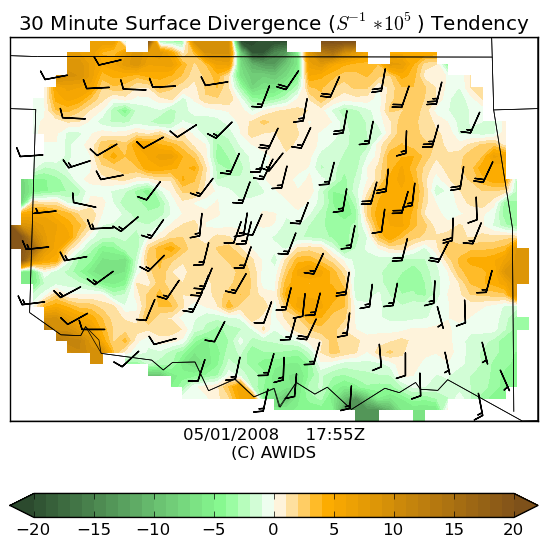 30 Minute Surface Divergence (S⁻¹ *10⁵ ) Tendency
05/01/2008 17:55Z
(C) AWIDS
−20 −15 −10 −5 0 5 10 15 20